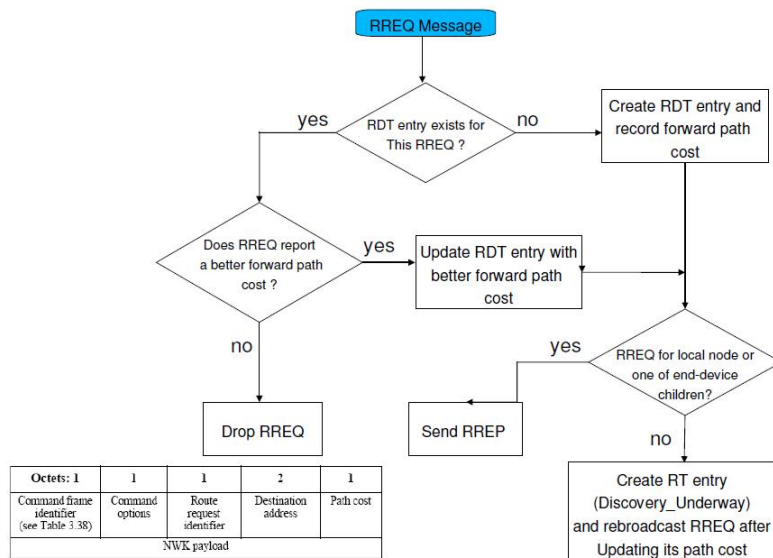 RREQ Message
yes
RDT entry exists for
This RREQ ?
no
Create RDT entry and
record forward path
cost
Does RREQ report
a better forward path
cost ?
yes
Update RDT entry with
better forward path
cost
no
Drop RREQ
yes
RREQ for local node or
one of end-device
children?
Send RREP
no
Create RT entry
(Discovery_Underway)
and rebroadcast RREQ after
Updating its path cost
Octets: 1 1 1 2 1
Command frame identifier (see Table 3.38) Command options Route request identifier Destination address Path cost
NWK payload